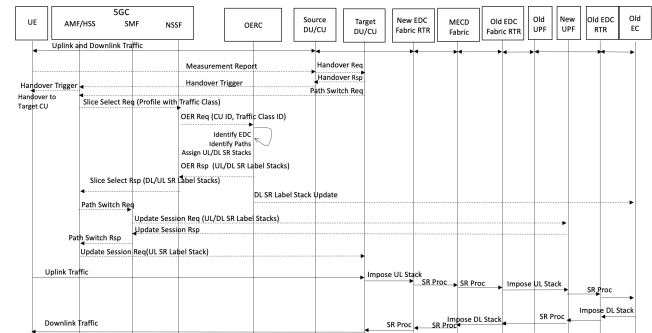 5GC
UE
AMF/HSS
SMF
NSSF
OERC
Source
DU/CU
Target
DU/CU
New EDC
Fabric RTR
MECD
Fabric
Old EDC
Fabric RTR
Old
UPF
New
UPF
Old EDC
RTR
Old
EC
Uplink and Downlink Traffic
Measurement Report
Handover Req
Handover Rsp
Handover Trigger
Handover Trigger
Path Switch Req
Handover to
Target CU
Slice Select Req (Profile with Traffic Class)
OER Req (CU ID, Traffic Class ID)
Identify EDC
Identify Paths
Assign UL/DL SR Stacks
OER Rsp (UL/DL SR Label Stacks)
Slice Select Rsp (DL/UL SR Label Stacks)
DL SR Label Stack Update
Path Switch Req
Update Session Req (UL/DL SR Label Stacks)
Update Session Rsp
Path Switch Rsp
Update Session Req(UL SR Label Stack)
Uplink Traffic
Impose UL Stack
SR Proc
SR Proc
Impose UL Stack
SR Proc
Impose DL Stack
SR Proc
Impose DL Stack
SR Proc
SR Proc
Downlink Traffic